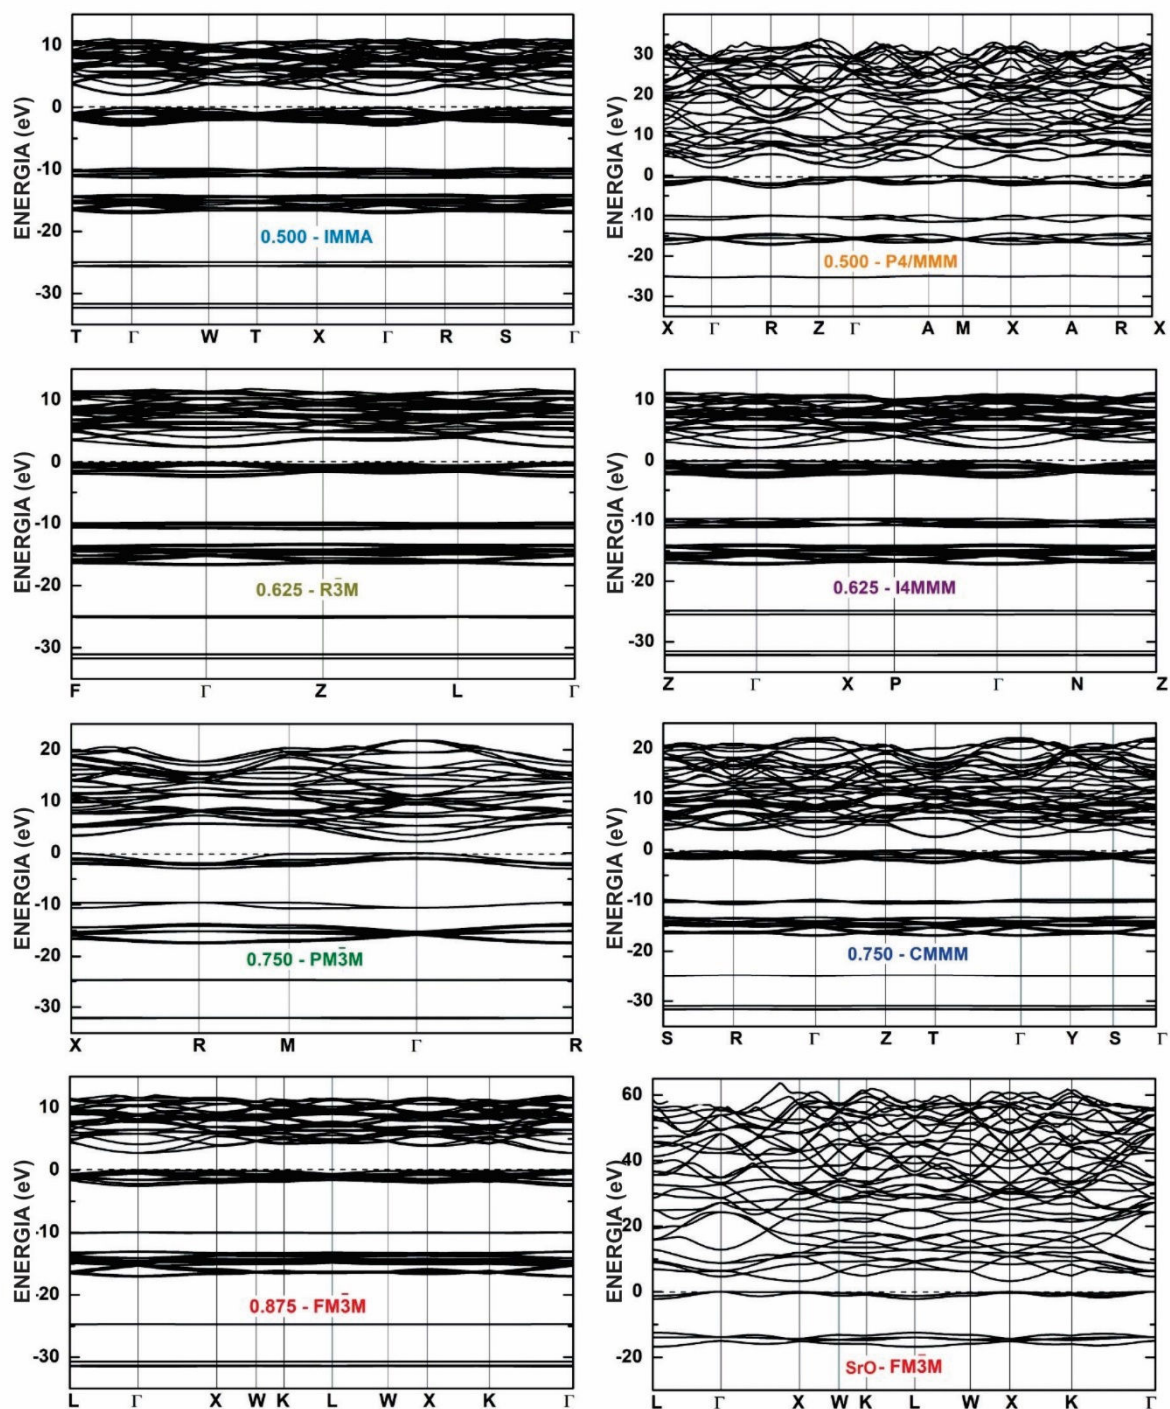 ENERGIA (eV)
10
0
-10
-20
-30
0.500 - IMMA
T Γ W T X Γ R S Γ
ENERGIA (eV)
30
20
10
0
-10
-20
-30
0.500 - P4/MMM
X Γ R Z Γ A M X A R X
ENERGIA (eV)
10
0
-10
-20
-30
0.625 - R3̄M
F Γ Z L Γ
ENERGIA (eV)
10
0
-10
-20
-30
0.625 - I4MMM
Z Γ X P Γ N Z
ENERGIA (eV)
20
10
0
-10
-20
-30
0.750 - PM3̄M
X R M Γ R
ENERGIA (eV)
20
10
0
-10
-20
-30
0.750 - CMMM
S R Γ Z T Γ Y S Γ
ENERGIA (eV)
10
0
-10
-20
-30
0.875 - FM3̄M
L Γ X W K L W X K Γ
ENERGIA (eV)
60
40
20
0
-20
SrO- FM3̄M
L Γ X W K L W X K Γ